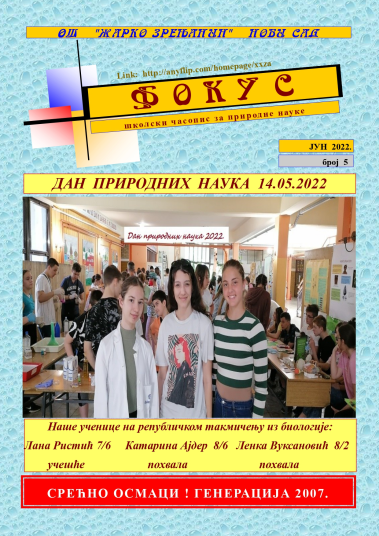 ОШ "ЖАРКО ЗРЕЊАНИН" НОВИ САД
Link: http://anyflip.com/homepage/xxza
ФОКУС
школски часопис за природне науке
ЈУН 2022.
број 5
ДАН ПРИРОДНИХ НАУКА 14.05.2022
Дан природних наука 2022.
Наше ученице на републичком такмичењу из биологије:
Лана Ристић 7/6 Катарина Ајдер 8/6 Ленка Вуксановић 8/2
учешће похвала похвала
СРЕЋНО ОСМАЦИ ! ГЕНЕРАЦИЈА 2007.